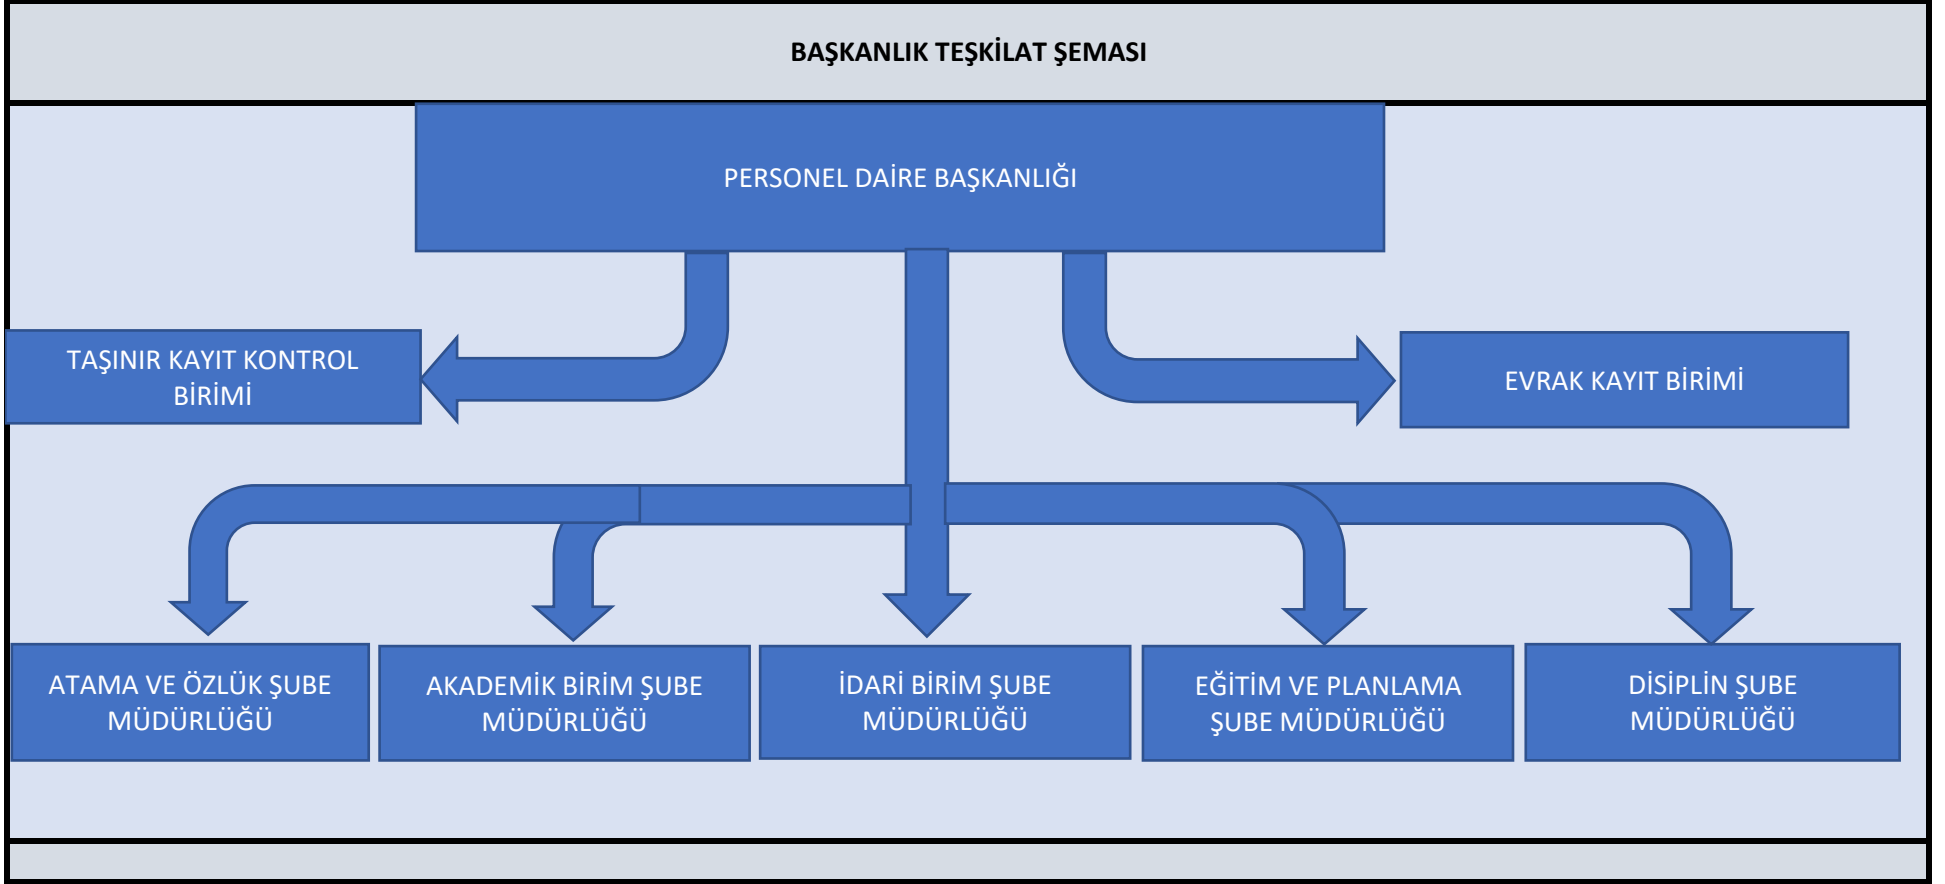 BAŞKANLIK TEŞKİLAT ŞEMASI
PERSONEL DAİRE BAŞKANLIĞI
TAŞINIR KAYIT KONTROL
BİRİMİ
EVRAK KAYIT BİRİMİ
ATAMA VE ÖZLÜK ŞUBE
MÜDÜRLÜĞÜ
AKADEMİK BİRİM ŞUBE
MÜDÜRLÜĞÜ
İDARİ BİRİM ŞUBE
MÜDÜRLÜĞÜ
EĞİTİM VE PLANLAMA
ŞUBE MÜDÜRLÜĞÜ
DİSİPLİN ŞUBE
MÜDÜRLÜĞÜ